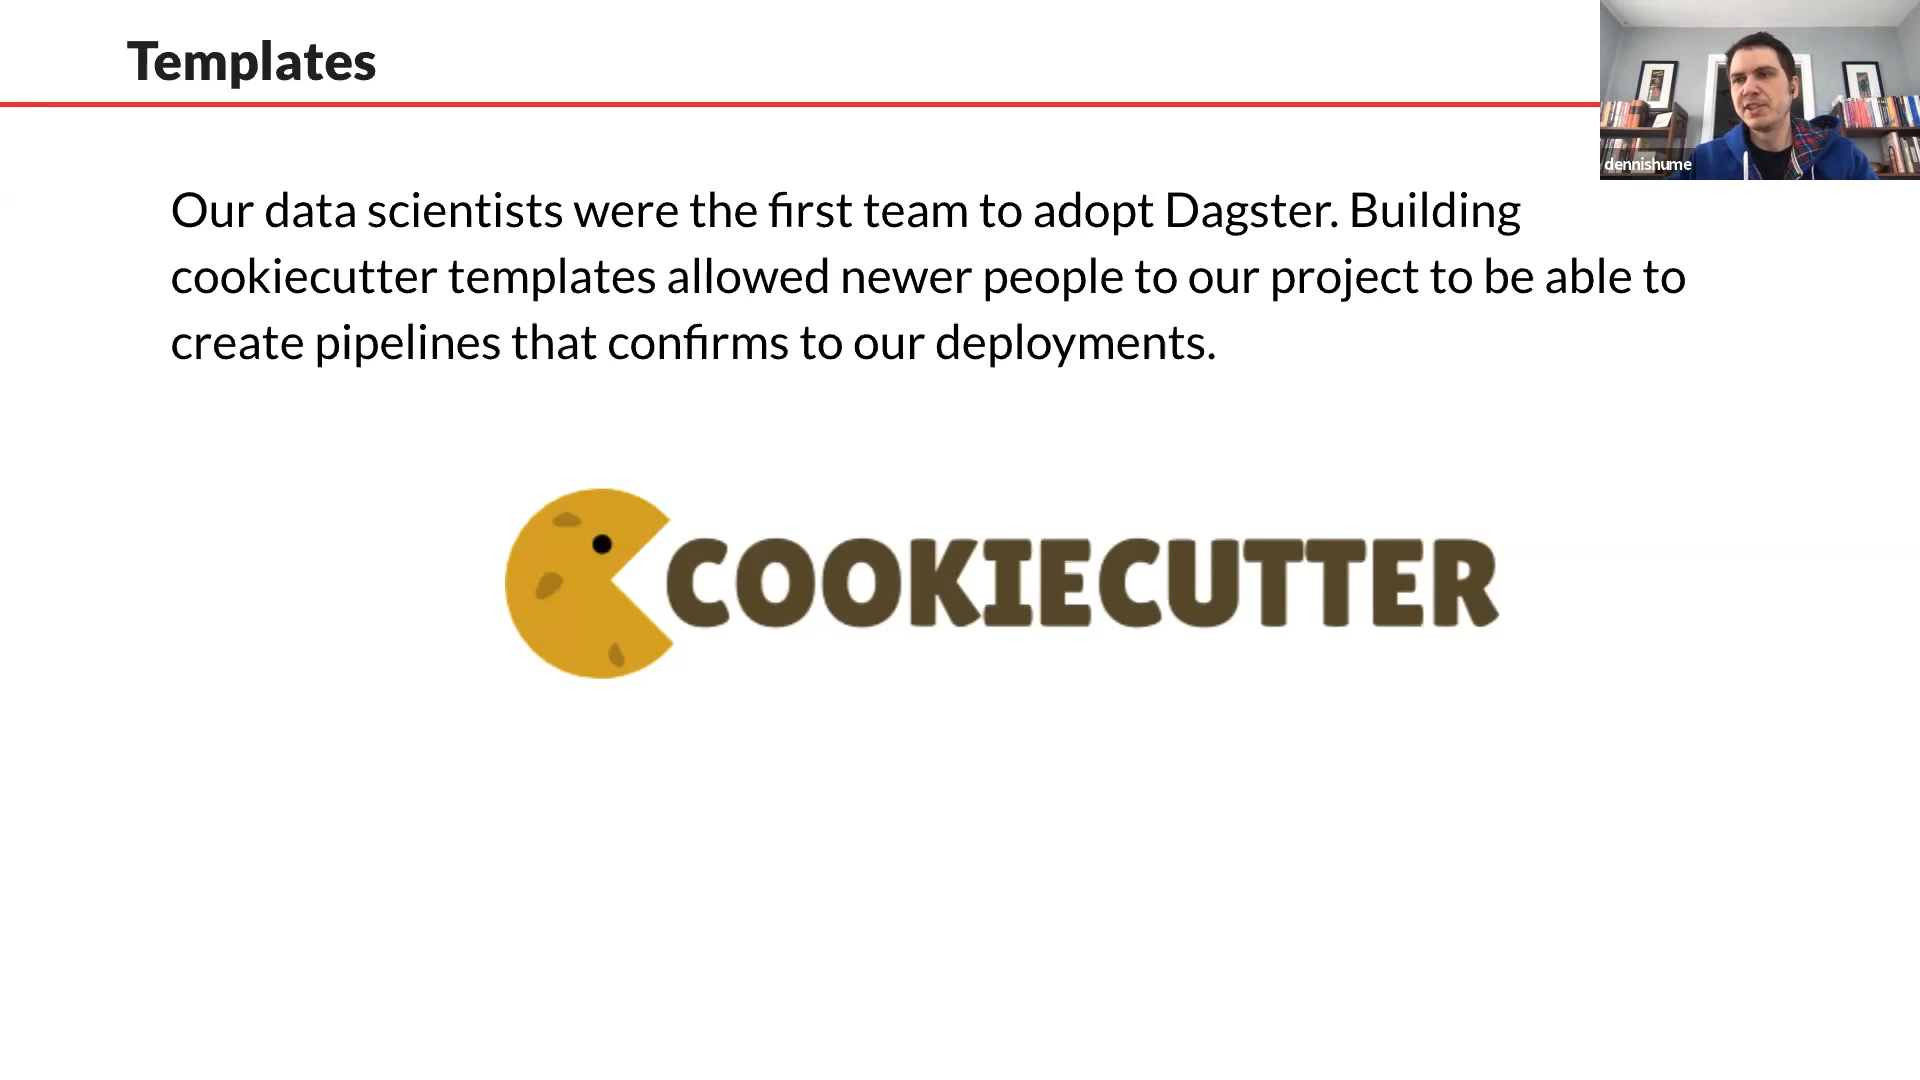 Templates
dennishume
Our data scientists were the first team to adopt Dagster. Building
cookiecutter templates allowed newer people to our project to be able to
create pipelines that confirms to our deployments.
COOKIECUTTER